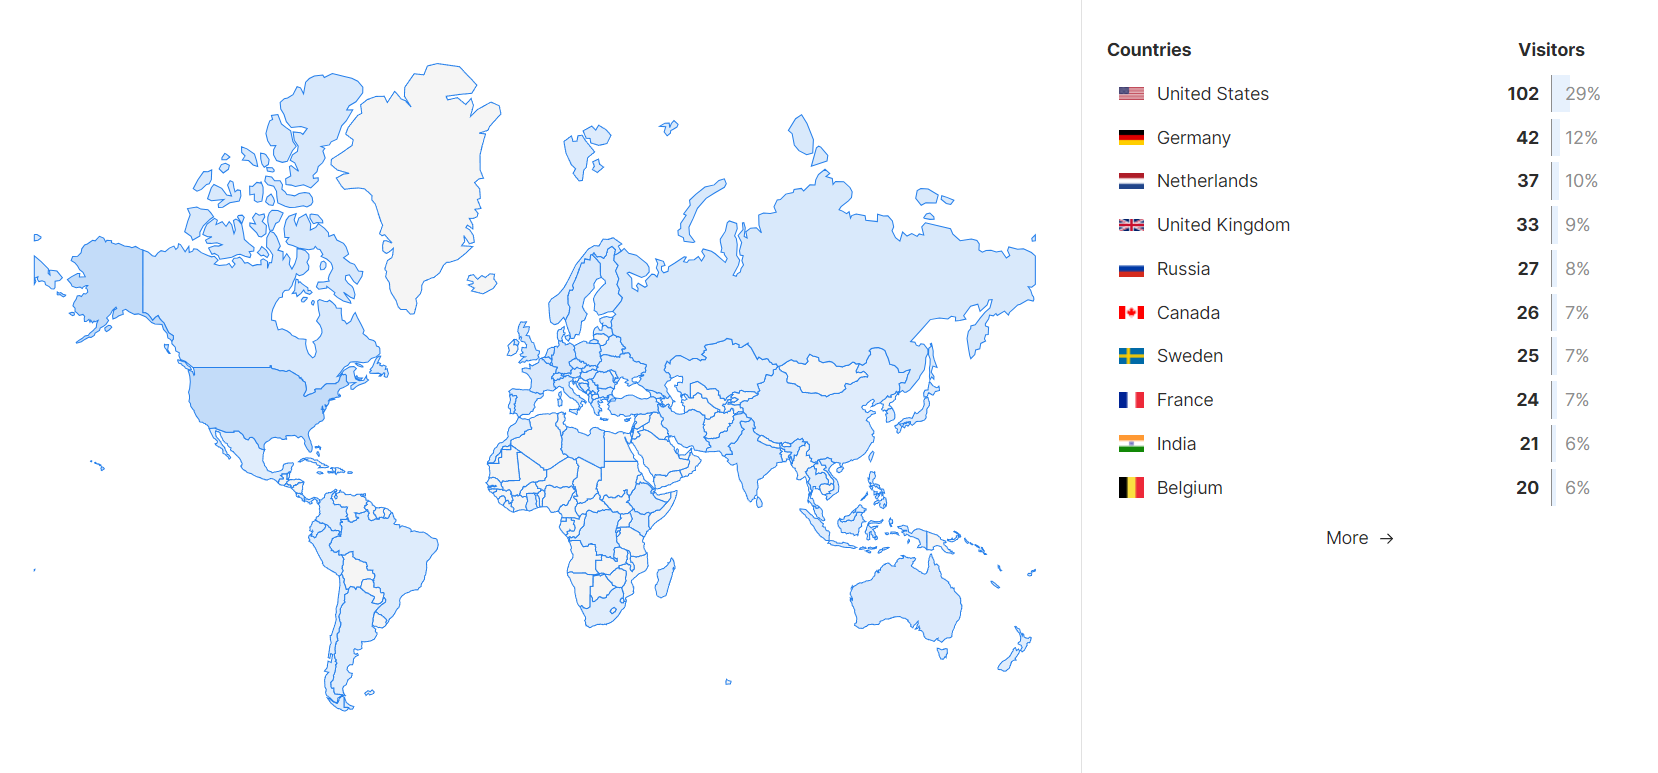 Countries Visitors
United States 102 29%
Germany 42 12%
Netherlands 37 10%
United Kingdom 33 9%
Russia 27 8%
Canada 26 7%
Sweden 25 7%
France 24 7%
India 21 6%
Belgium 20 6%
More →